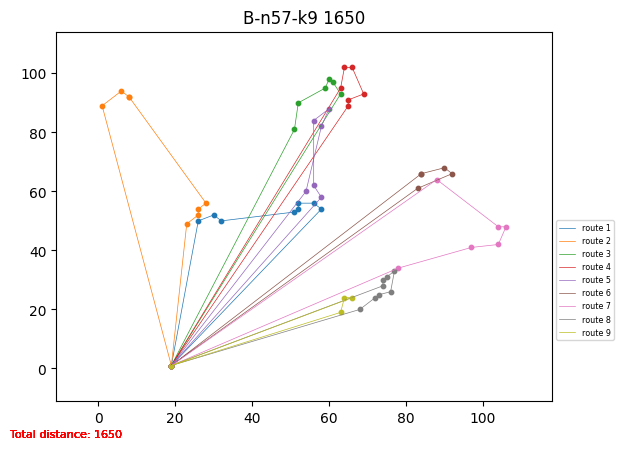 B-n57-k9 1650
100
80
60
40
20
0
0 20 40 60 80 100
route 1
route 2
route 3
route 4
route 5
route 6
route 7
route 8
route 9
Total distance: 1650